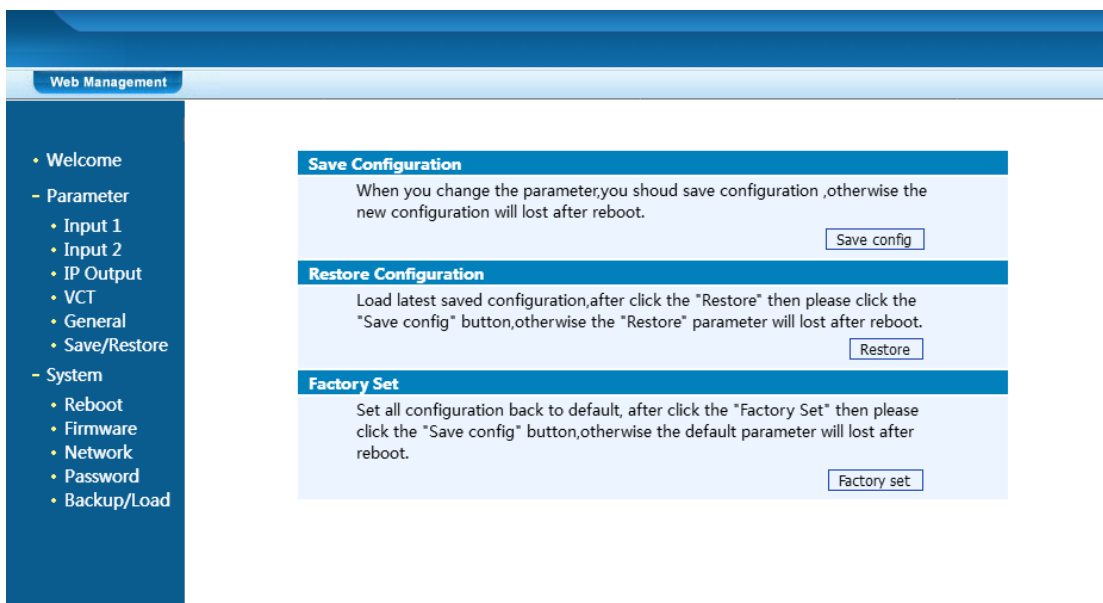 Web Management
• Welcome
– Parameter
• Input 1
• Input 2
• IP Output
• VCT
• General
• Save/Restore
– System
• Reboot
• Firmware
• Network
• Password
• Backup/Load
Save Configuration
When you change the parameter,you shoud save configuration ,otherwise the
new configuration will lost after reboot.
Save config
Restore Configuration
Load latest saved configuration,after click the "Restore" then please click the
"Save config" button,otherwise the "Restore" parameter will lost after reboot.
Restore
Factory Set
Set all configuration back to default, after click the "Factory Set" then please
click the "Save config" button,otherwise the default parameter will lost after
reboot.
Factory set